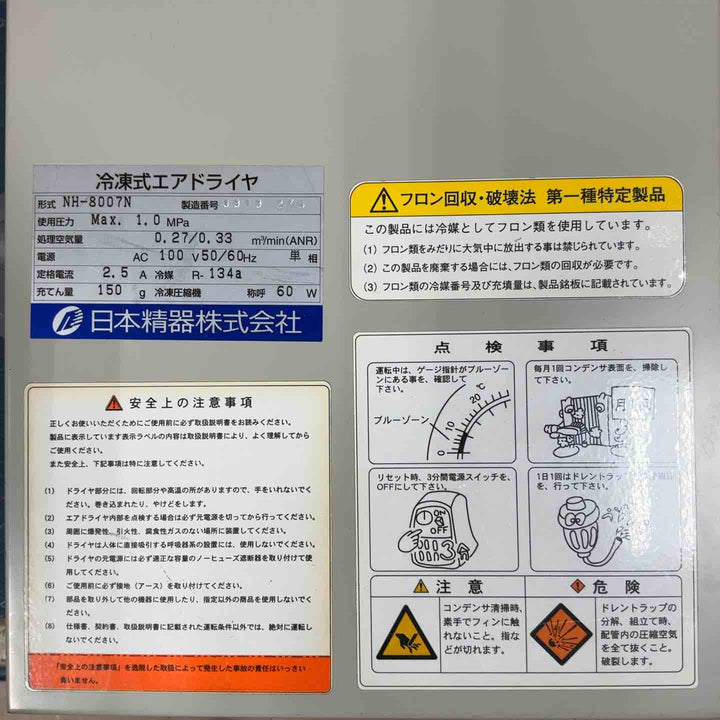 冷凍式エアドライヤ
形式 NH-8007N 製造番号
使用圧力 Max. 1.0 MPa
処理空気量 0.27/0.33 m³/min(ANR)
電源 AC 100 V50/60Hz 単相
定格電流 2.5 A 冷媒 R- 134a
充てん量 150 g 冷凍圧縮機 称呼 60 W
日本精器株式会社
安全上の注意事項
正しくお使いいただくためにご使用前に必ず取扱説明書をお読みください。
製品に表示しています表示ラベルの内容は取扱説明書により、よく理解してから
ご使用ください。
また安全上、下記事項は特に注意してください。
(1) ドライヤ部分には、回転部分や高温の所がありますので、手をいれないでく
ださい。巻き込まれたり、やけどをします。
(2) エアドライヤ内部を点検する場合は必ず元電源を切ってから行ってください。
(3) 周囲に爆発性、引火性、腐食性ガスのない場所に装置してください。
(4) ドライヤは人体に直接吸引する呼吸器系の設置には、使用しないでください。
(5) ドライヤの元電源には必ず適正な容量のノーヒューズ遮断器を取り付けて使
用してください。
(6) ご使用前に必ず接地(アース)を取り付けてください。
(7) 部品を取り外して他の機器に使用したり、指定以外の商品を使用しないでく
ださい。
(8) 仕様書、契約書、取扱説明書に記載された運転条件以外では、絶対に運転し
ないでください。
「安全上の注意事項」を逸脱した取扱によって発生した事故の責任はいっさい
負いません。
フロン回収・破壊法 第一種特定製品
この製品には冷媒としてフロン類を使用しています。
(1) フロン類をみだりに大気中に放出する事は禁じられています。
(2) この製品を廃棄する場合には、フロン類の回収が必要です。
(3) フロン類の冷媒番号及び充填量は、製品銘板に記載されています。
点検事項
運転中は、ゲージ指針がブルーゾー
ンにある事を、確認して
下さい。
ブルーゾーン
0 10 20 ℃
毎月1回コンデンサ表面を、掃除し
て下さい。
月
リセット時、3分間電源スイッチを、
OFFにして下さい。
ON
OFF
3分
1日1回はドレントラップの
を、行って下さい。
注意
コンデンサ清掃時、
素手でフィンに触
れないこと。指な
どが切ります。
危険
ドレントラップの
分解、組立て時、
配管内の圧縮空気
を全て抜くこと。
破裂します。